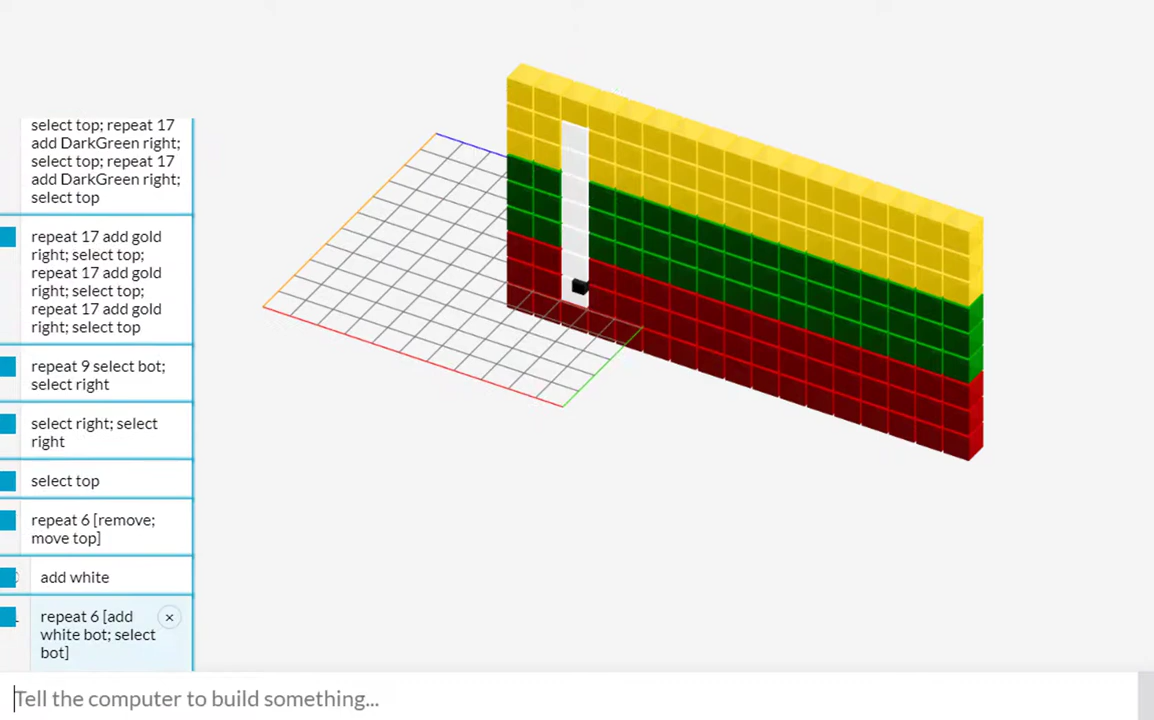 select top; repeat 17
add DarkGreen right;
select top; repeat 17
add DarkGreen right;
select top
repeat 17 add gold
right; select top;
repeat 17 add gold
right; select top;
repeat 17 add gold
right; select top
repeat 9 select bot;
select right
select right; select
right
select top
repeat 6 [remove;
move top]
add white
repeat 6 [add
white bot; select
bot]
Tell the computer to build something...